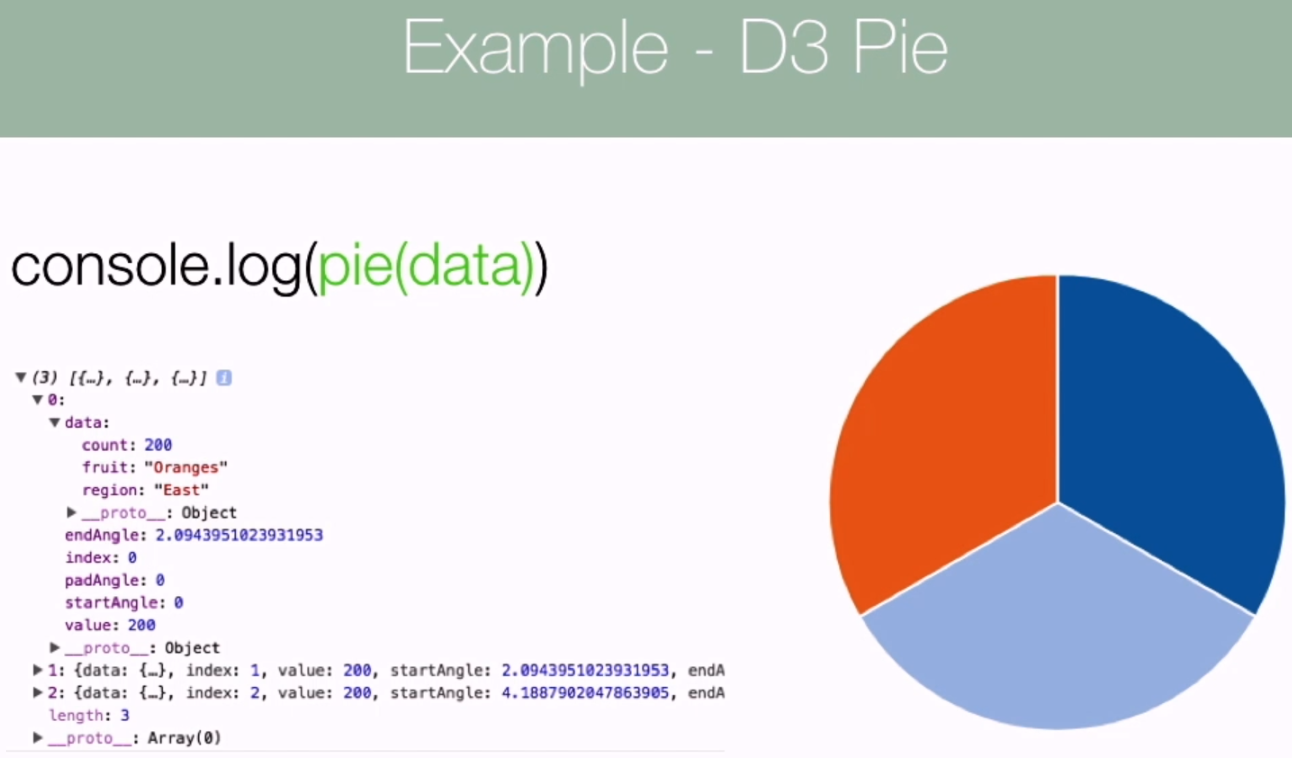 Example - D3 Pie
console.log(pie(data))
▼ (3) [{…}, {…}, {…}] i
▼ 0:
▼ data:
count: 200
fruit: "Oranges"
region: "East"
▶ __proto__: Object
endAngle: 2.0943951023931953
index: 0
padAngle: 0
startAngle: 0
value: 200
▶ __proto__: Object
▶ 1: {data: {…}, index: 1, value: 200, startAngle: 2.0943951023931953, endA
▶ 2: {data: {…}, index: 2, value: 200, startAngle: 4.1887902047863905, endA
length: 3
▶ __proto__: Array(0)